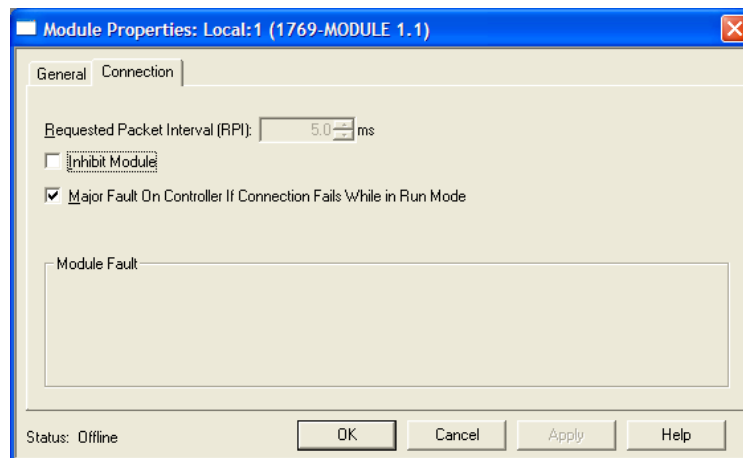 Module Properties: Local:1 (1769-MODULE 1.1)
General Connection
Requested Packet Interval (RPI): 5.0 ms
Inhibit Module
Major Fault On Controller If Connection Fails While in Run Mode
Module Fault
Status: Offline OK Cancel Apply Help